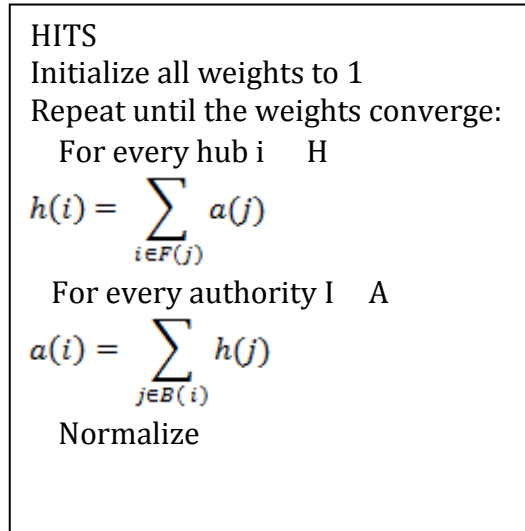 HITS
Initialize all weights to 1
Repeat until the weights converge:
For every hub i H
h(i) = ∑_{i∈F(j)} a(j)
For every authority I A
a(i) = ∑_{j∈B(i)} h(j)
Normalize